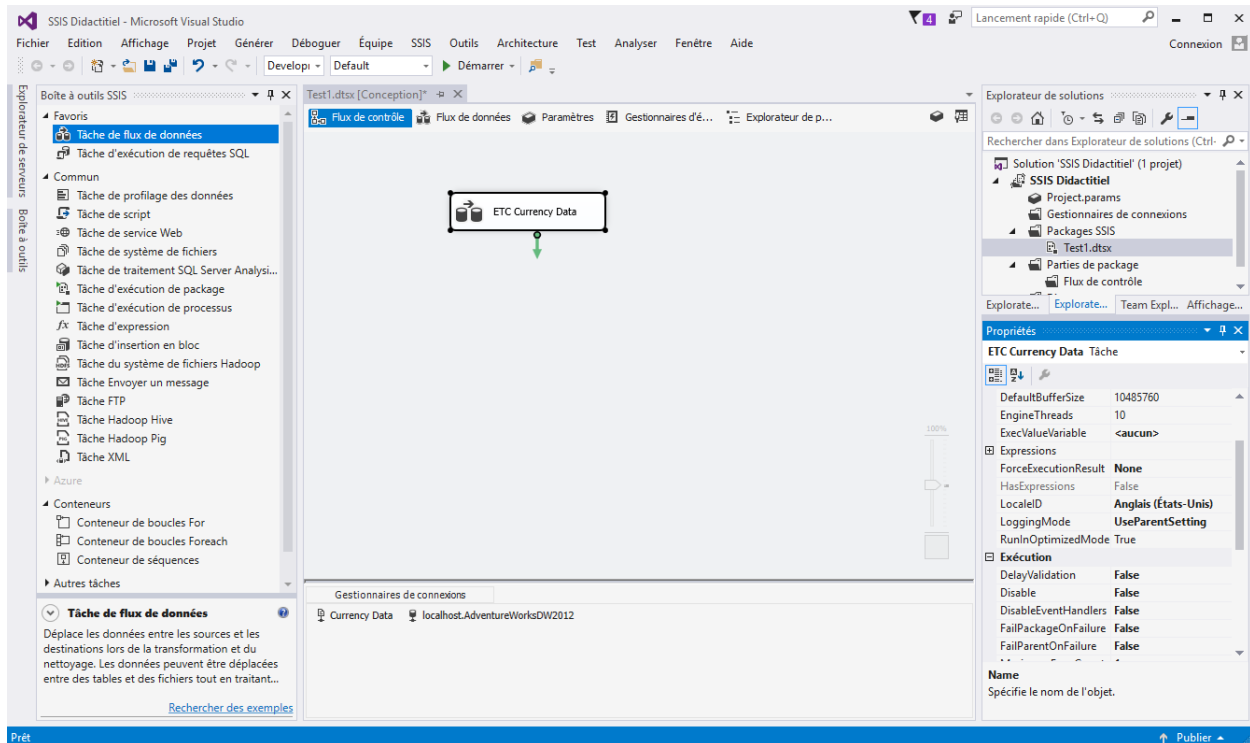 SSIS Didactitiel - Microsoft Visual Studio
4
Lancement rapide (Ctrl+Q)
Fichier Edition Affichage Projet Générer Déboguer Équipe SSIS Outils Architecture Test Analyser Fenêtre Aide
Connexion
Develop Default Démarrer
Explorateur de serveurs
Boîte à outils
Boîte à outils SSIS
Favoris
Tâche de flux de données
Tâche d'exécution de requêtes SQL
Commun
Tâche de profilage des données
Tâche de script
Tâche de service Web
Tâche de système de fichiers
Tâche de traitement SQL Server Analysi...
Tâche d'exécution de package
Tâche d'exécution de processus
fx Tâche d'expression
Tâche d'insertion en bloc
Tâche du système de fichiers Hadoop
Tâche Envoyer un message
Tâche FTP
Tâche Hadoop Hive
Tâche Hadoop Pig
Tâche XML
Azure
Conteneurs
Conteneur de boucles For
Conteneur de boucles Foreach
Conteneur de séquences
Autres tâches
Tâche de flux de données
Déplace les données entre les sources et les
destinations lors de la transformation et du
nettoyage. Les données peuvent être déplacées
entre des tables et des fichiers tout en traitant...
Rechercher des exemples
Test1.dtsx [Conception]*
Flux de contrôle Flux de données Paramètres Gestionnaires d'é... Explorateur de p...
ETC Currency Data
100%
Gestionnaires de connexions
Currency Data localhost.AdventureWorksDW2012
Explorateur de solutions
Rechercher dans Explorateur de solutions (Ctrl-
Solution 'SSIS Didactitiel' (1 projet)
SSIS Didactitiel
Project.params
Gestionnaires de connexions
Packages SSIS
Test1.dtsx
Parties de package
Flux de contrôle
Explorate... Explorate... Team Expl... Affichage...
Propriétés
ETC Currency Data Tâche
DefaultBufferSize 10485760
EngineThreads 10
ExecValueVariable <aucun>
Expressions
ForceExecutionResult None
HasExpressions False
LocaleID Anglais (États-Unis)
LoggingMode UseParentSetting
RunInOptimizedMode True
Exécution
DelayValidation False
Disable False
DisableEventHandlers False
FailPackageOnFailure False
FailParentOnFailure False
Name
Spécifie le nom de l'objet.
Prêt
Publier